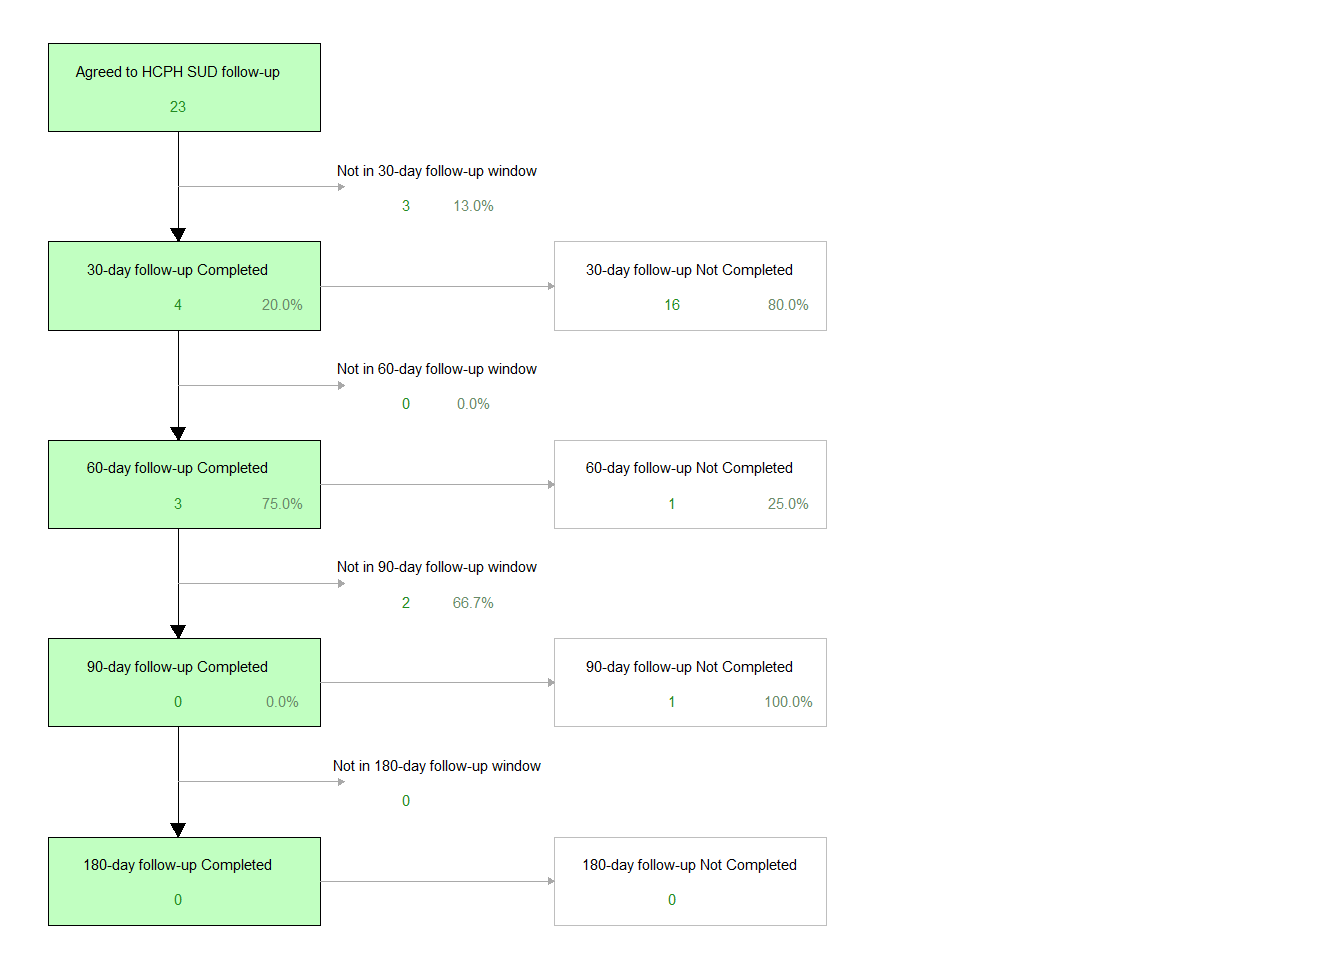 Agreed to HCPH SUD follow-up
23
Not in 30-day follow-up window
3 13.0%
30-day follow-up Completed
4 20.0%
30-day follow-up Not Completed
16 80.0%
Not in 60-day follow-up window
0 0.0%
60-day follow-up Completed
3 75.0%
60-day follow-up Not Completed
1 25.0%
Not in 90-day follow-up window
2 66.7%
90-day follow-up Completed
0 0.0%
90-day follow-up Not Completed
1 100.0%
Not in 180-day follow-up window
0
180-day follow-up Completed
0
180-day follow-up Not Completed
0